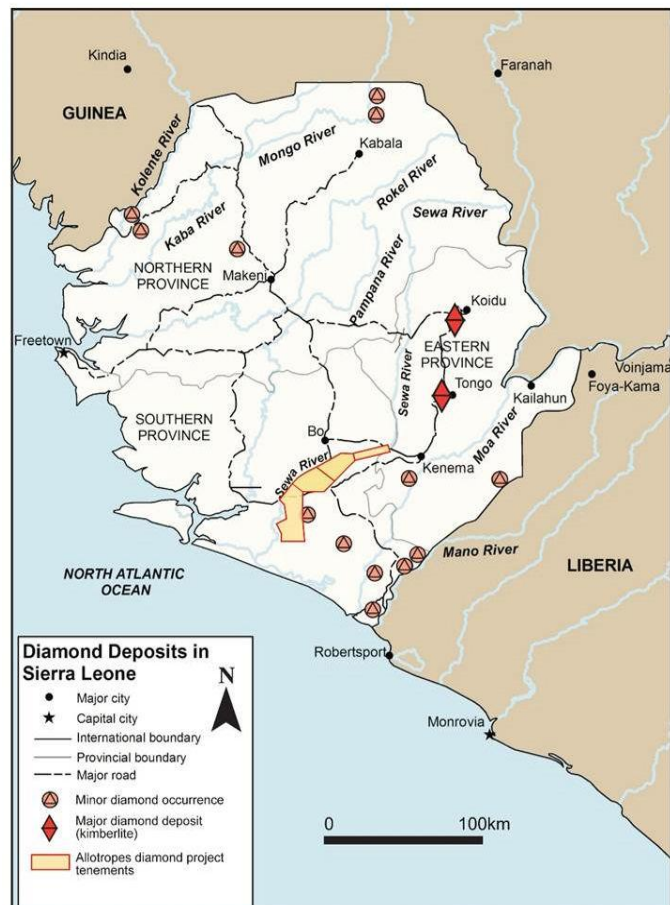 Kindia
Faranah
GUINEA
Kolente River
Mongo River
Kabala
Rokel River
Sewa River
Kaba River
NORTHERN
PROVINCE
Pampana River
Makeni
Koidu
Freetown
EASTERN
PROVINCE
Voinjama
Foya-Kama
Sewa River
Tongo
Kailahun
SOUTHERN
PROVINCE
Moa River
Bo
Sewa River
Kenema
Mano River
NORTH ATLANTIC
OCEAN
LIBERIA
Robertsport
Monrovia
Diamond Deposits in
Sierra Leone
N
Major city
Capital city
International boundary
Provincial boundary
Major road
Minor diamond occurrence
Major diamond deposit
(kimberlite)
Allotropes diamond project
tenements
0 100km